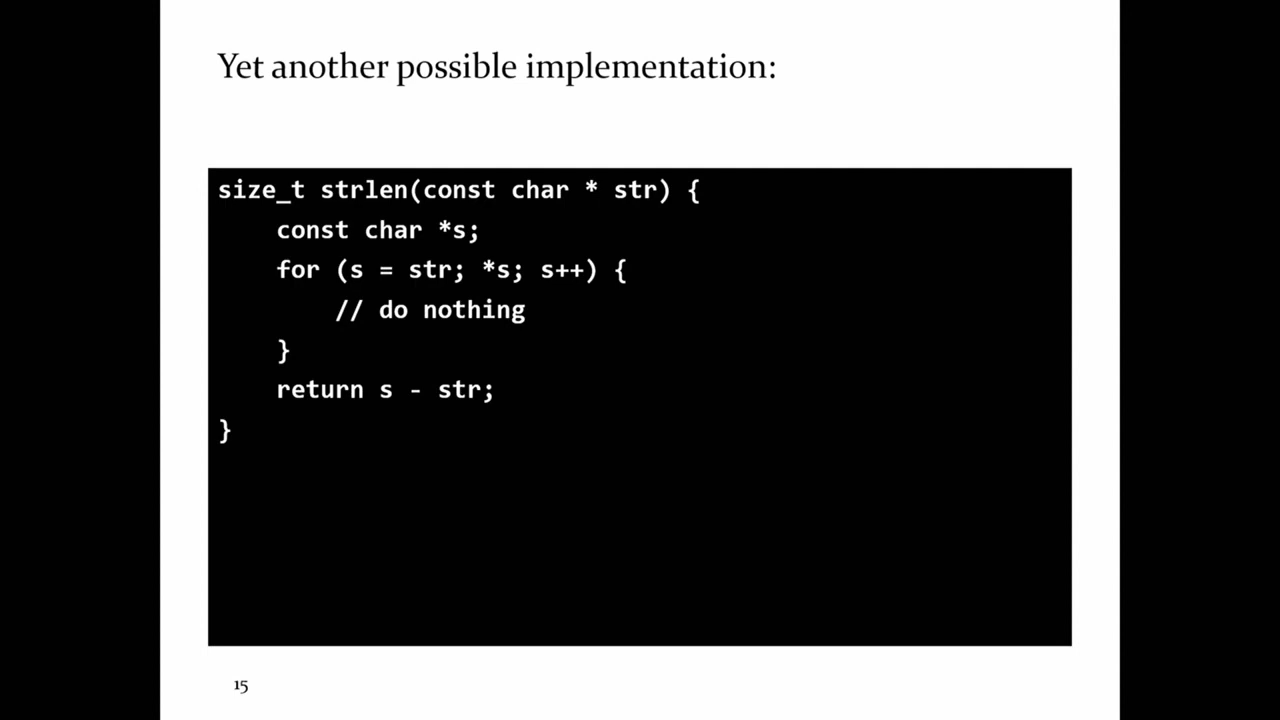 Yet another possible implementation:
size_t strlen(const char * str) {
    const char *s;
    for (s = str; *s; s++) {
        // do nothing
    }
    return s - str;
}
15